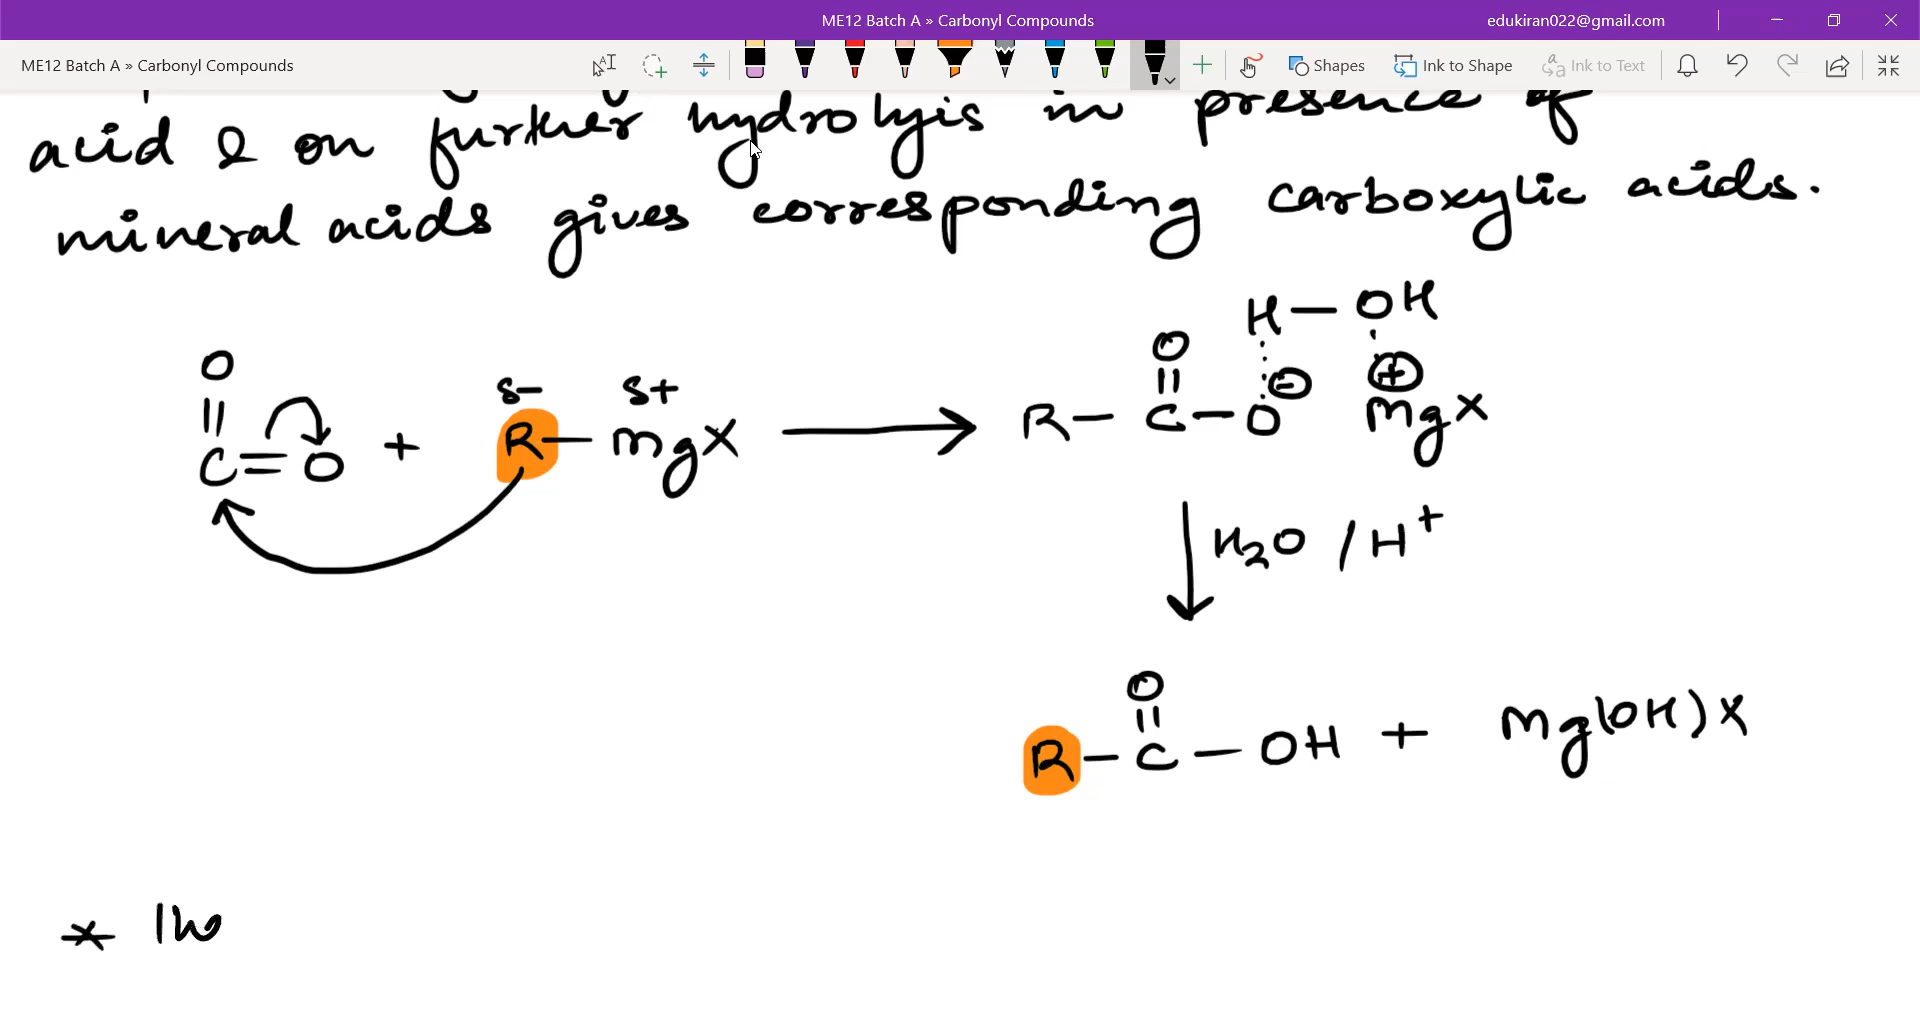 ME12 Batch A » Carbonyl Compounds
edukiran022@gmail.com
ME12 Batch A » Carbonyl Compounds
Shapes
Ink to Shape
Ink to Text
acid & on further hydrolyis in presence of
mineral acids gives corresponding carboxylic acids.
H — OH
O O
|| ||
δ- δ+ ⊖ ⊕
C = O + R — MgX → R — C — O MgX
H2O / H+
O
||
R — C — OH + Mg(OH)X
*